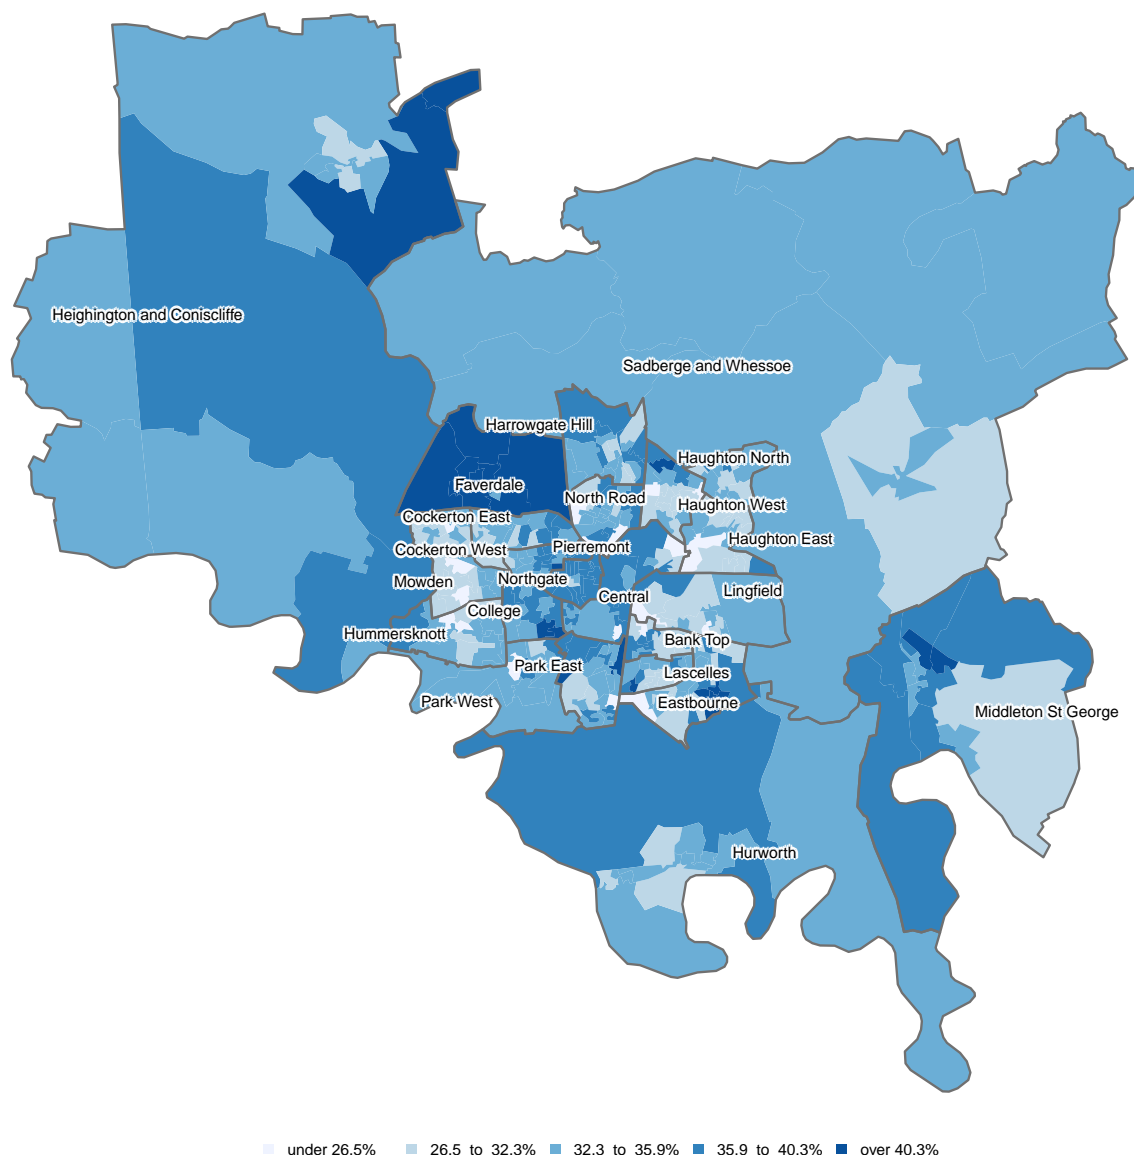 Heighington and Coniscliffe
Sadberge and Whessoe
Harrowgate Hill
Haughton North
Faverdale
North Road
Haughton West
Cockerton East
Haughton East
Cockerton West
Pierremont
Mowden
Northgate
Lingfield
Central
College
Hummersknott
Bank Top
Park East
Lascelles
Park West
Eastbourne
Middleton St George
Hurworth
under 26.5% 26.5 to 32.3% 32.3 to 35.9% 35.9 to 40.3% over 40.3%